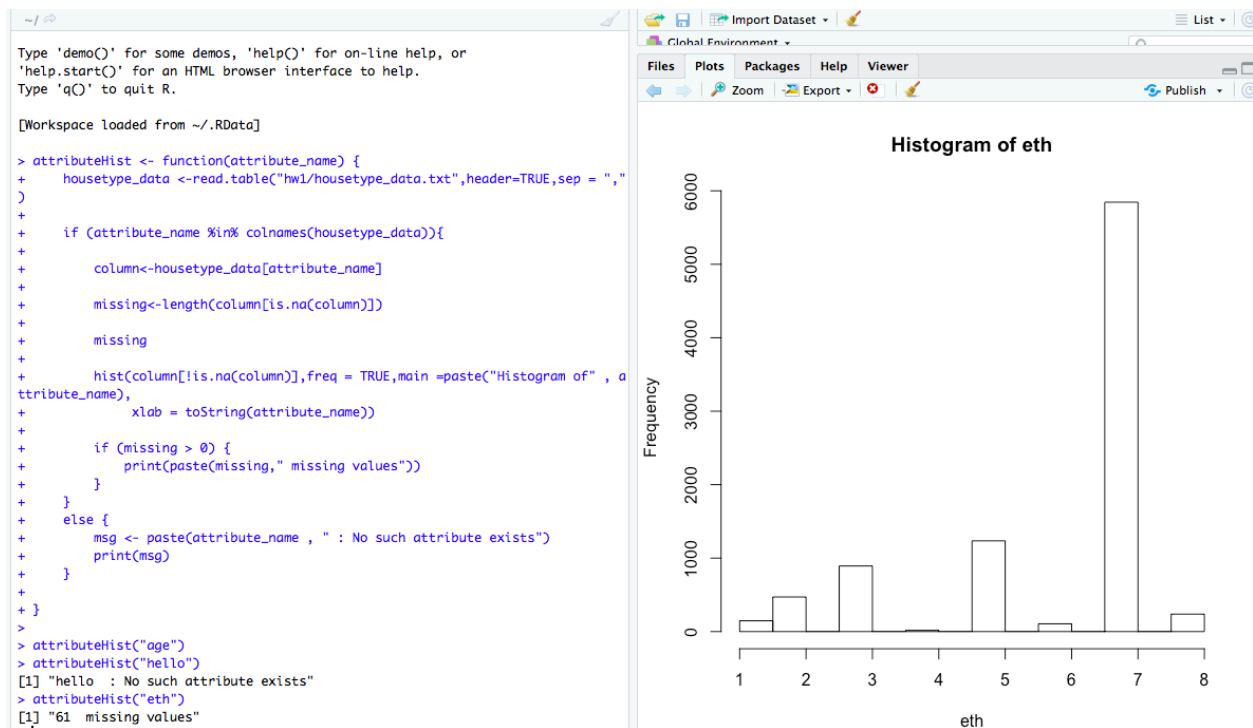 ~/
Type 'demo()' for some demos, 'help()' for on-line help, or
'help.start()' for an HTML browser interface to help.
Type 'q()' to quit R.
[Workspace loaded from ~/.RData]
> attributeHist <- function(attribute_name) {
+     housetype_data <-read.table("hw1/housetype_data.txt",header=TRUE,sep = ","
)
+
+     if (attribute_name %in% colnames(housetype_data)){
+
+         column<-housetype_data[attribute_name]
+
+         missing<-length(column[is.na(column)])
+
+         missing
+
+         hist(column[!is.na(column)],freq = TRUE,main =paste("Histogram of" , a
ttribute_name),
+              xlab = toString(attribute_name))
+
+         if (missing > 0) {
+             print(paste(missing," missing values"))
+         }
+     }
+     else {
+         msg <- paste(attribute_name , " : No such attribute exists")
+         print(msg)
+     }
+
+ }
>
> attributeHist("age")
> attributeHist("hello")
[1] "hello  : No such attribute exists"
> attributeHist("eth")
[1] "61  missing values"
Import Dataset
List
Global Environment
Files Plots Packages Help Viewer
Zoom Export Publish
Histogram of eth
6000
5000
4000
3000
2000
1000
0
Frequency
1 2 3 4 5 6 7 8
eth